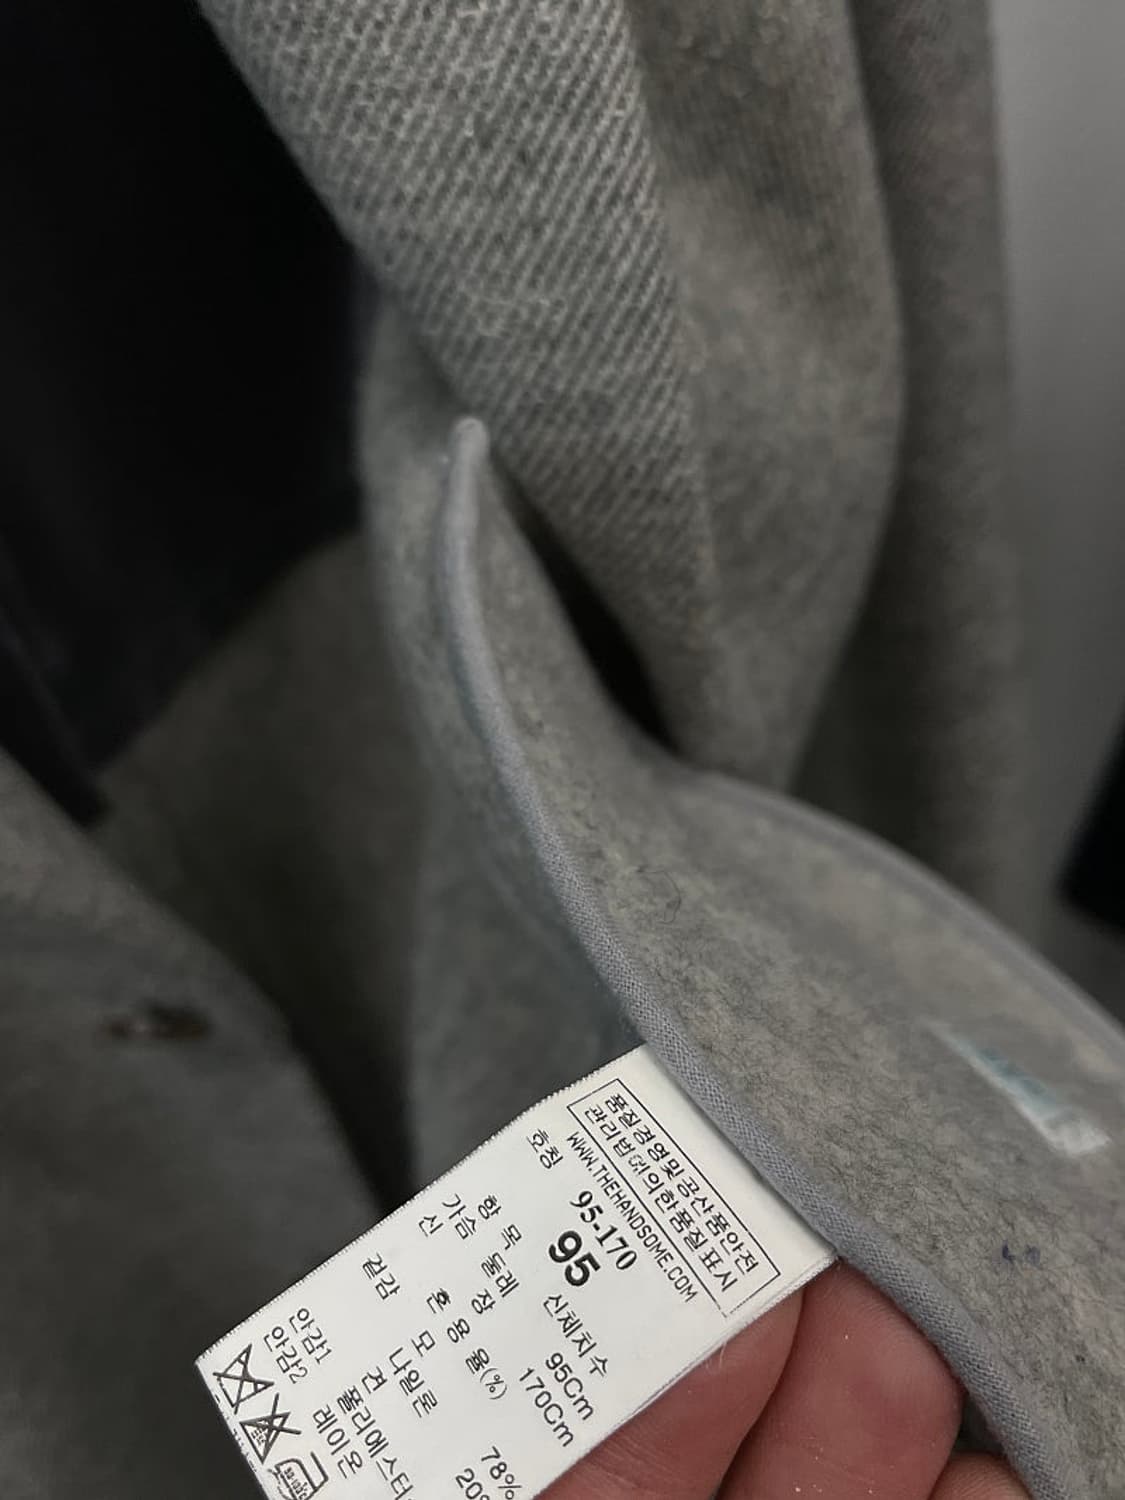 품질경영및 공산품안전
관리법에의한품질표시
WWW.THEHANDSOME.COM
호칭 95-170
95
항 목 신체치수
가슴 둘레 95Cm
신 장 170Cm
혼 용 율(%)
겉감 모 78%
나일론
견
안감1 폴리에스터
안감2 레이온